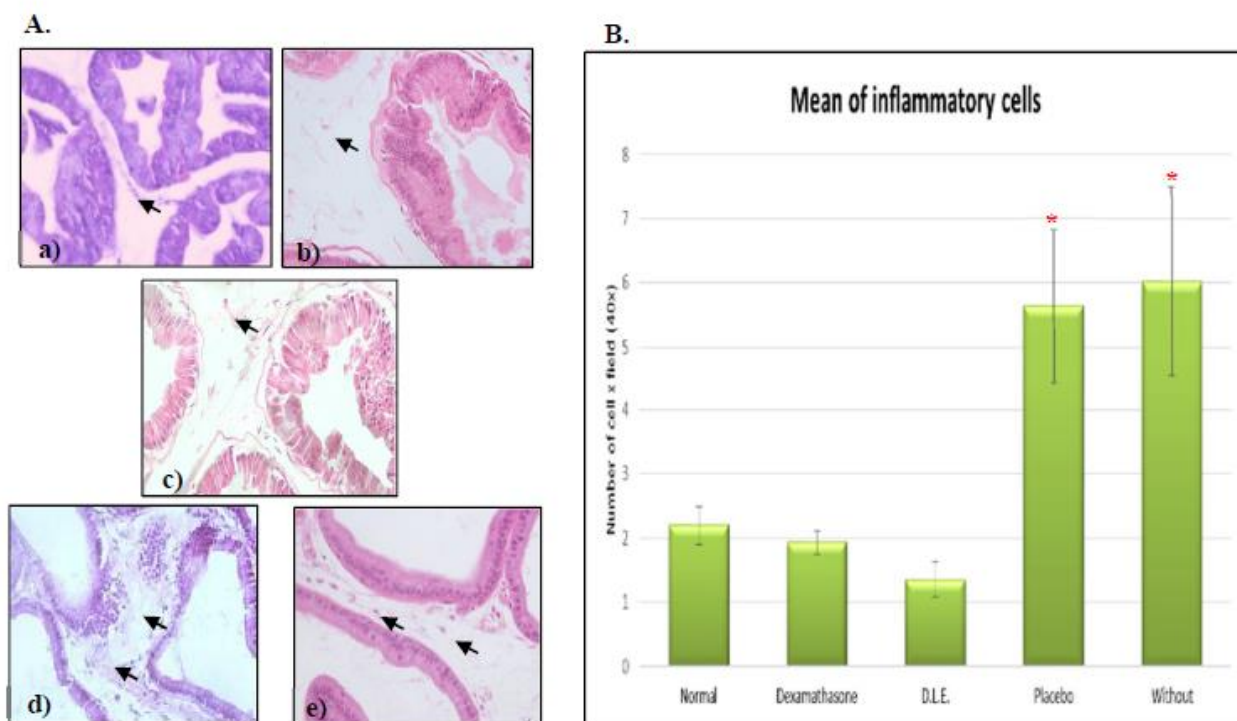 A.
a)
b)
c)
d)
e)
B.
Mean of inflammatory cells
Number of cell x field (40x)
8
7
6
5
4
3
2
1
0
*
*
Normal
Dexamathasone
D.L.E.
Placebo
Without